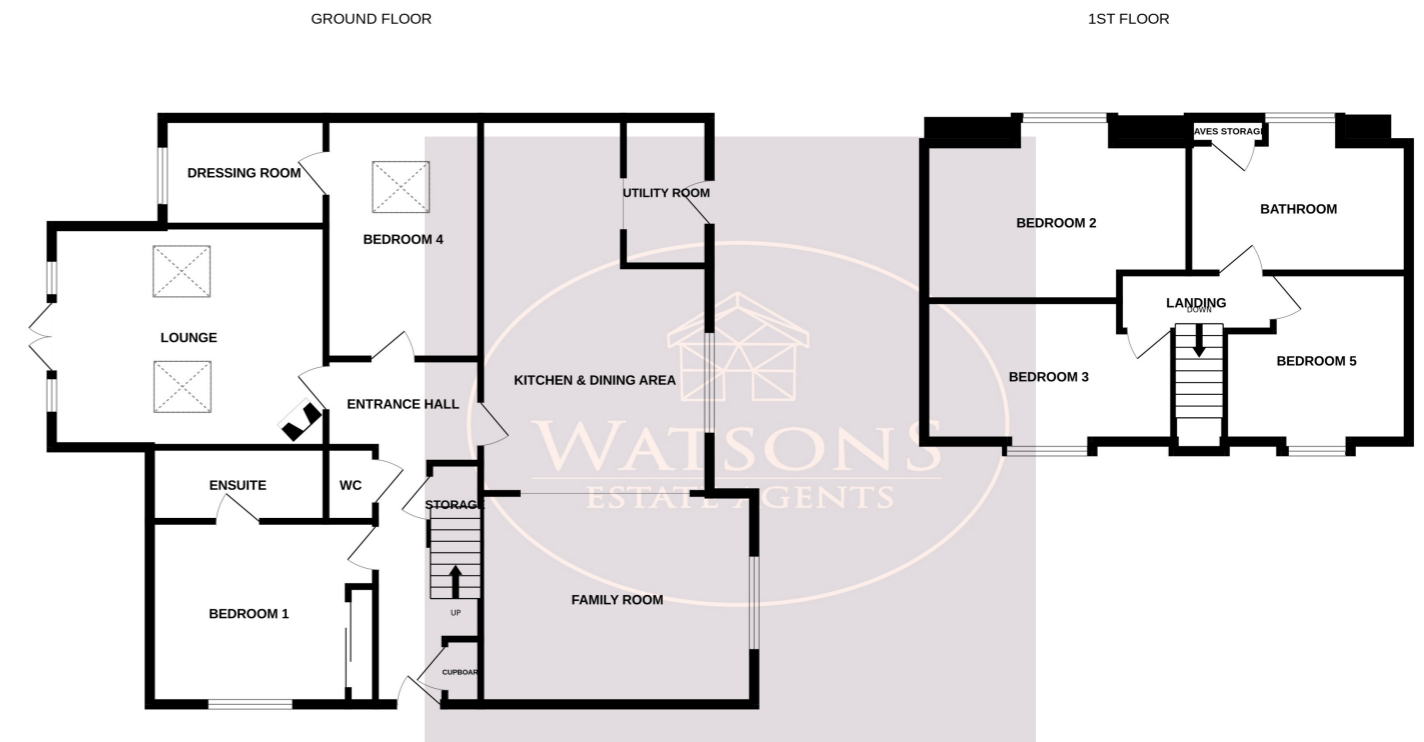 GROUND FLOOR
1ST FLOOR
DRESSING ROOM
BEDROOM 4
UTILITY ROOM
LOUNGE
ENTRANCE HALL
KITCHEN & DINING AREA
ENSUITE
WC
STORAGE
BEDROOM 1
UP
CUPBOAR
FAMILY ROOM
WATSONS
ESTATE AGENTS
AVES STORAGE
BEDROOM 2
BATHROOM
LANDING
DOWN
BEDROOM 3
BEDROOM 5